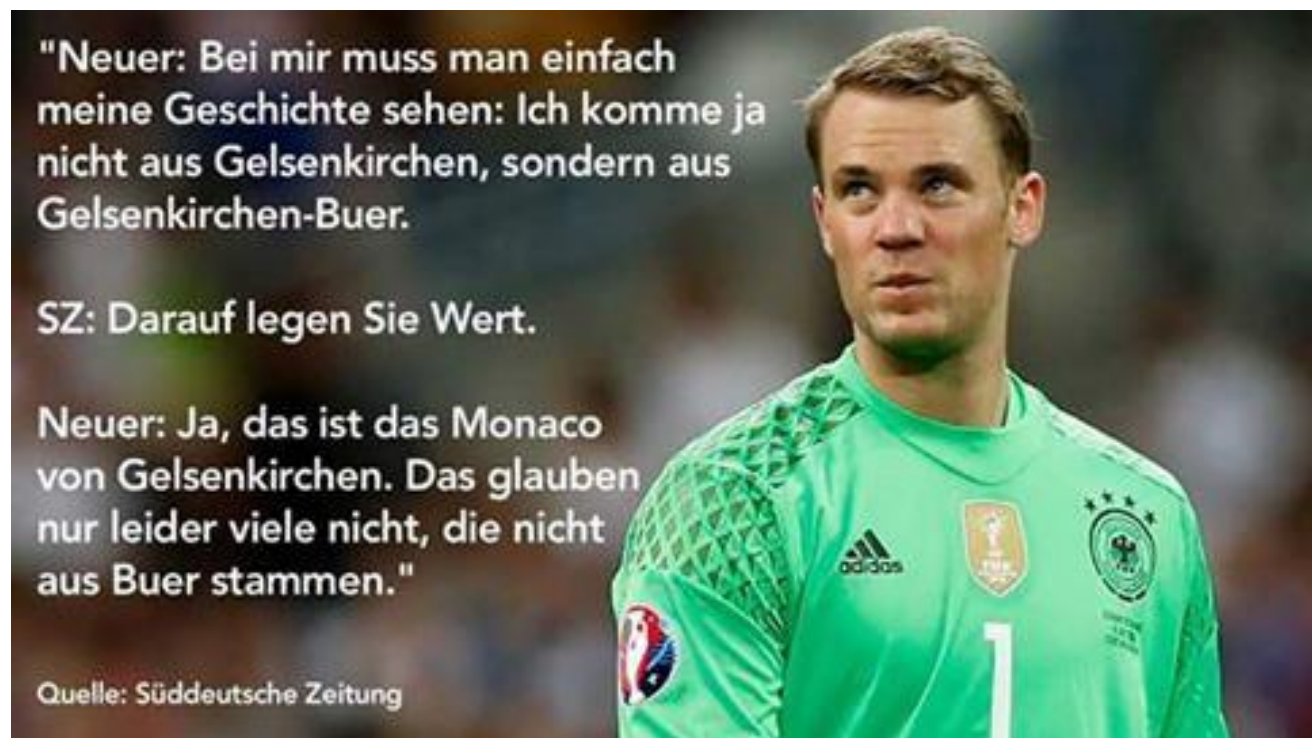 "Neuer: Bei mir muss man einfach
meine Geschichte sehen: Ich komme ja
nicht aus Gelsenkirchen, sondern aus
Gelsenkirchen-Buer.
SZ: Darauf legen Sie Wert.
Neuer: Ja, das ist das Monaco
von Gelsenkirchen. Das glauben
nur leider viele nicht, die nicht
aus Buer stammen."
Quelle: Süddeutsche Zeitung
adidas
1